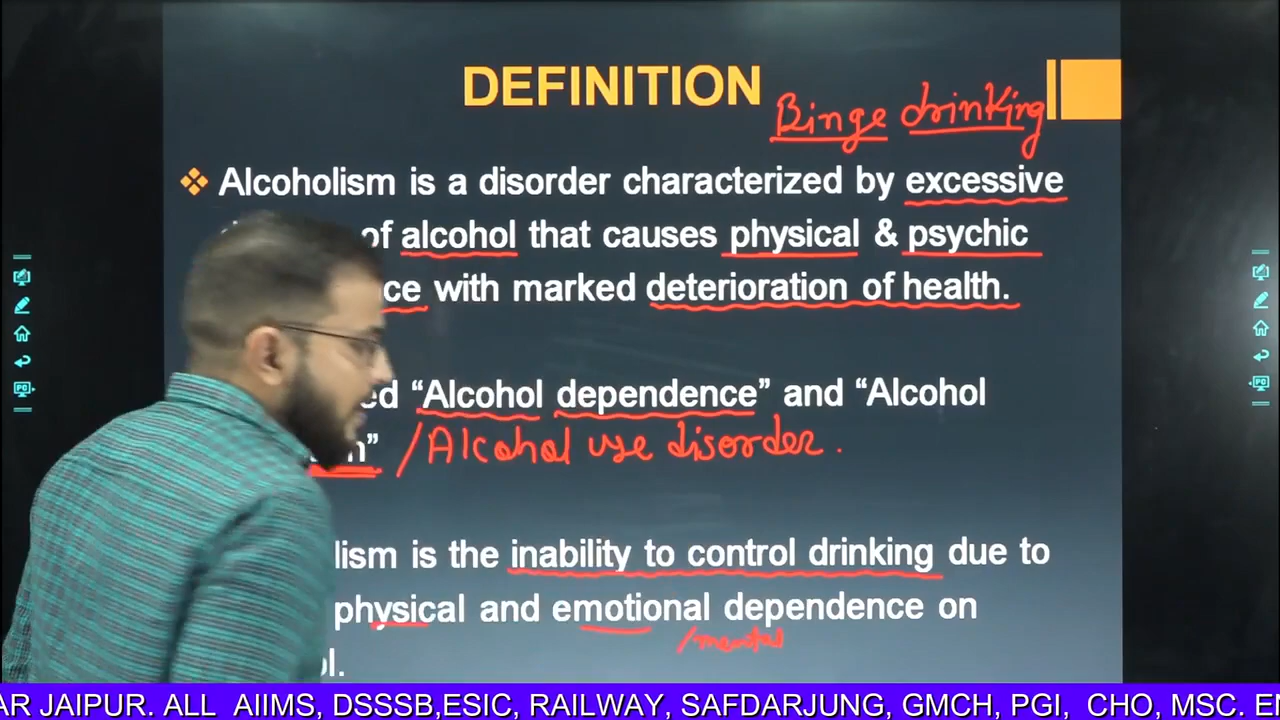 DEFINITION
Binge drinking
Alcoholism is a disorder characterized by excessive
of alcohol that causes physical & psychic
ce with marked deterioration of health.
ed “Alcohol dependence” and “Alcohol
” /Alcohol use disorder.
lism is the inability to control drinking due to
physical and emotional dependence on
/mental
ol.
AR JAIPUR. ALL AIIMS, DSSSB,ESIC, RAILWAY, SAFDARJUNG, GMCH, PGI, CHO, MSC. E
PC
PC